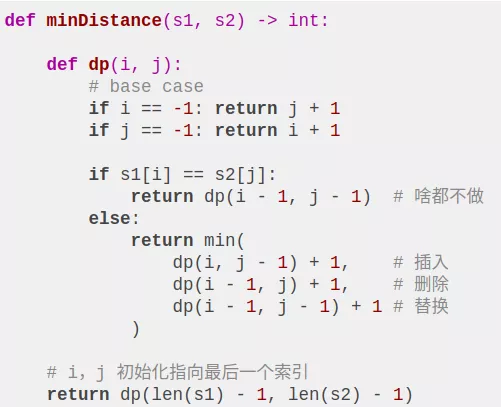 def minDistance(s1, s2) -> int:
    def dp(i, j):
        # base case
        if i == -1: return j + 1
        if j == -1: return i + 1
        if s1[i] == s2[j]:
            return dp(i - 1, j - 1)  # 啥都不做
        else:
            return min(
                dp(i, j - 1) + 1,    # 插入
                dp(i - 1, j) + 1,    # 删除
                dp(i - 1, j - 1) + 1 # 替换
            )
    # i，j 初始化指向最后一个索引
    return dp(len(s1) - 1, len(s2) - 1)